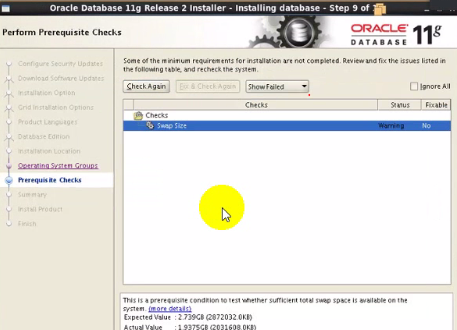 Oracle Database 11g Release 2 Installer - Installing database - Step 9 of
Perform Prerequisite Checks
ORACLE
DATABASE 11g
Configure Security Updates
Download Software Updates
Installation Option
Grid Installation Options
Product Languages
Database Edition
Installation Location
Operating System Groups
Prerequisite Checks
Summary
Install Product
Finish
Some of the minimum requirements for installation are not completed. Review and fix the issues listed in
the following table, and recheck the system.
Check Again
Fix & Check Again
Show Failed
Ignore All
Checks Status Fixable
Checks
Swap Size Warning No
This is a prerequisite condition to test whether sufficient total swap space is available on the
system. (more details)
Expected Value : 2.739GB (2872032.0KB)
Actual Value : 1.9375GB (2031608.0KB)